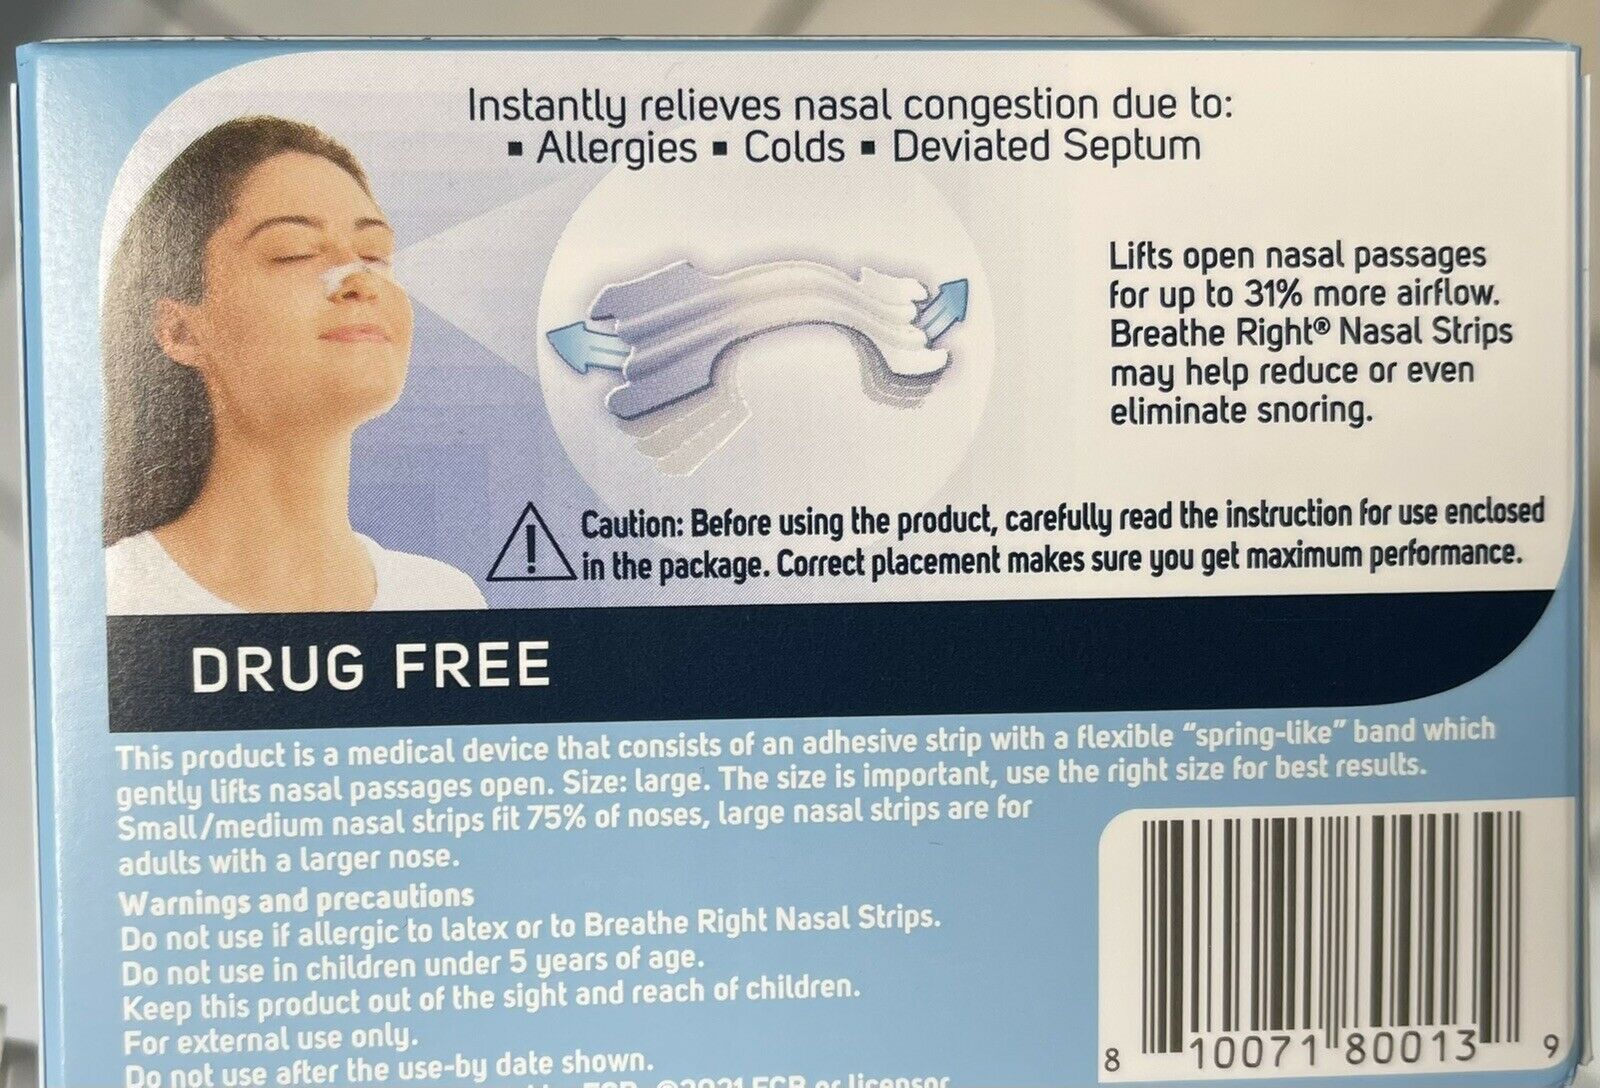 Instantly relieves nasal congestion due to:
▪ Allergies ▪ Colds ▪ Deviated Septum
Lifts open nasal passages
for up to 31% more airflow.
Breathe Right® Nasal Strips
may help reduce or even
eliminate snoring.
Caution: Before using the product, carefully read the instruction for use enclosed
in the package. Correct placement makes sure you get maximum performance.
DRUG FREE
This product is a medical device that consists of an adhesive strip with a flexible “spring-like” band which
gently lifts nasal passages open. Size: large. The size is important, use the right size for best results.
Small/medium nasal strips fit 75% of noses, large nasal strips are for
adults with a larger nose.
Warnings and precautions
Do not use if allergic to latex or to Breathe Right Nasal Strips.
Do not use in children under 5 years of age.
Keep this product out of the sight and reach of children.
For external use only.
Do not use after the use-by date shown.
©2021 FCB or licensor
8 10071 80013 9